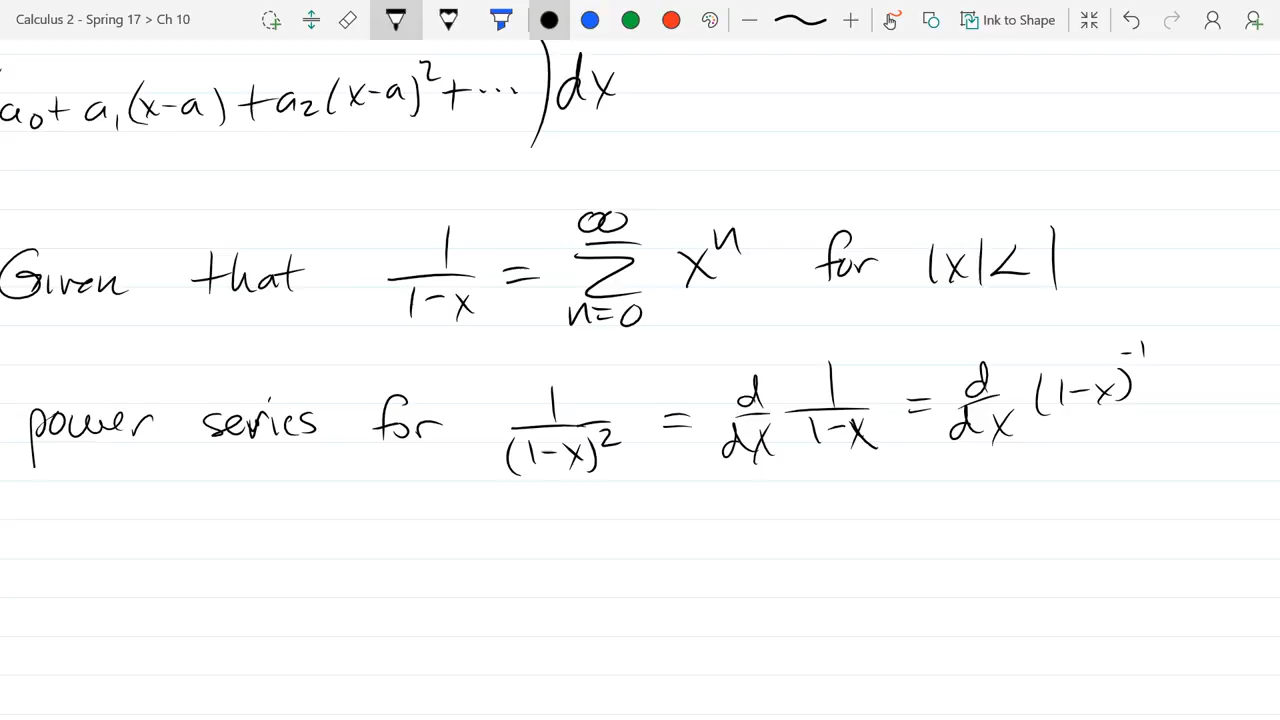 Calculus 2 - Spring 17 > Ch 10 Ink to Shape
a₀ + a₁(x-a) + a₂(x-a)² + ⋯ ) dx
Given that 1/(1-x) = ∑_{n=0}^{∞} xⁿ for |x| < 1
power series for 1/(1-x)² = d/dx 1/(1-x) = d/dx (1-x)⁻¹